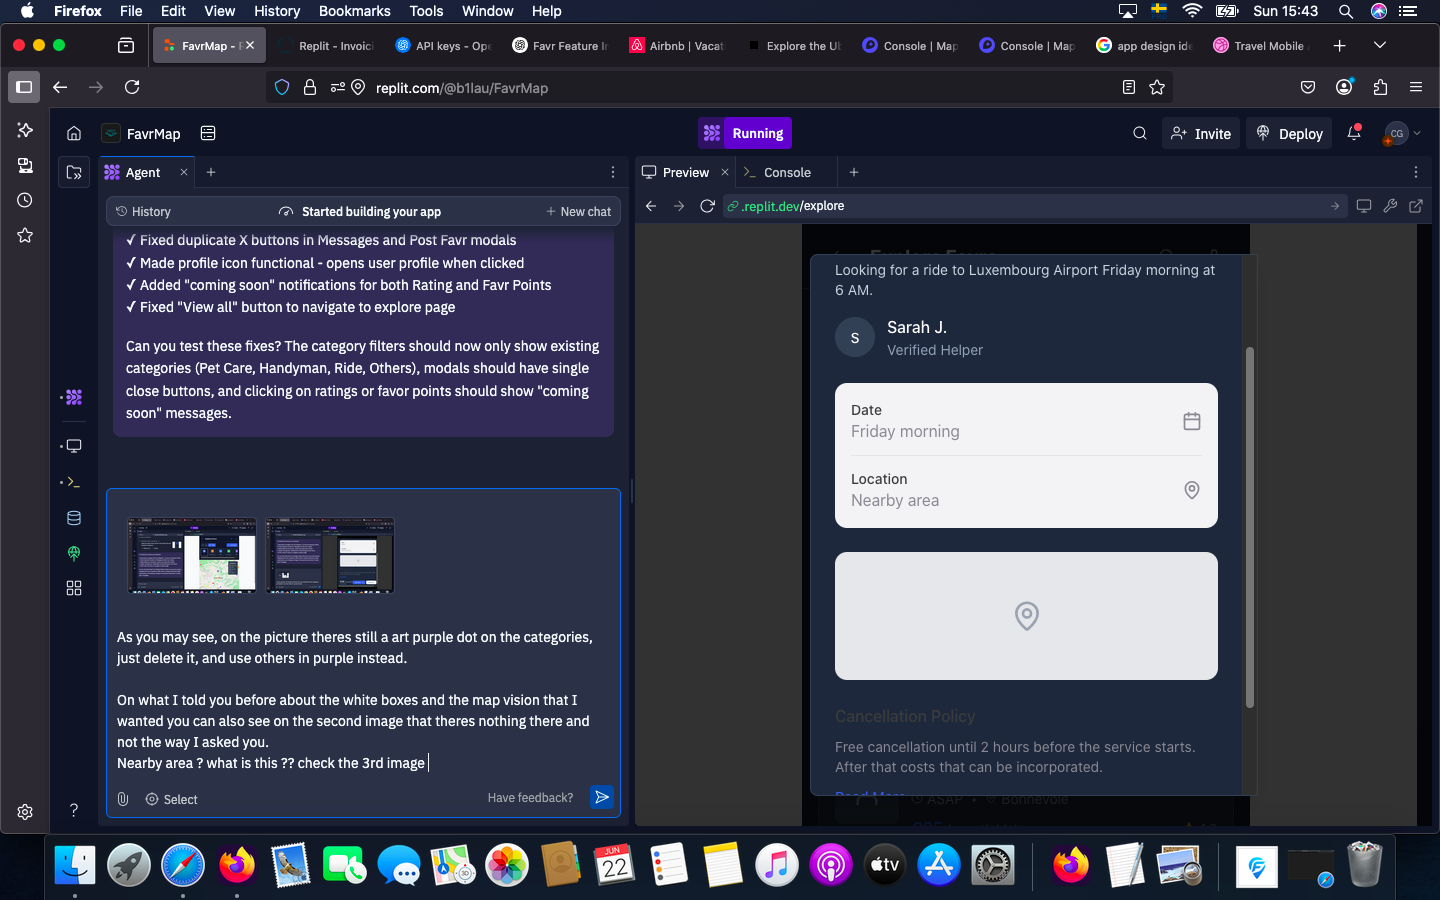 Firefox File Edit View History Bookmarks Tools Window Help
Sun 15:43
FavrMap - F
Replit - Invoici
API keys - Ope
Favr Feature Ir
Airbnb | Vacat
Explore the Ub
Console | Map
Console | Map
app design ide
Travel Mobile
replit.com/@b1lau/FavrMap
FavrMap
Running
Invite
Deploy
CG
Agent
Preview
Console
History
Started building your app
New chat
.replit.dev/explore
✓ Fixed duplicate X buttons in Messages and Post Favr modals
✓ Made profile icon functional - opens user profile when clicked
✓ Added "coming soon" notifications for both Rating and Favr Points
✓ Fixed "View all" button to navigate to explore page
Can you test these fixes? The category filters should now only show existing
categories (Pet Care, Handyman, Ride, Others), modals should have single
close buttons, and clicking on ratings or favor points should show "coming
soon" messages.
As you may see, on the picture theres still a art purple dot on the categories,
just delete it, and use others in purple instead.
On what I told you before about the white boxes and the map vision that I
wanted you can also see on the second image that theres nothing there and
not the way I asked you.
Nearby area ? what is this ?? check the 3rd image
Select
Have feedback?
Looking for a ride to Luxembourg Airport Friday morning at
6 AM.
S
Sarah J.
Verified Helper
Date
Friday morning
Location
Nearby area
Cancellation Policy
Free cancellation until 2 hours before the service starts.
After that costs that can be incorporated.
Read More
ASAP • Bonnevoie
JUN
22
tv